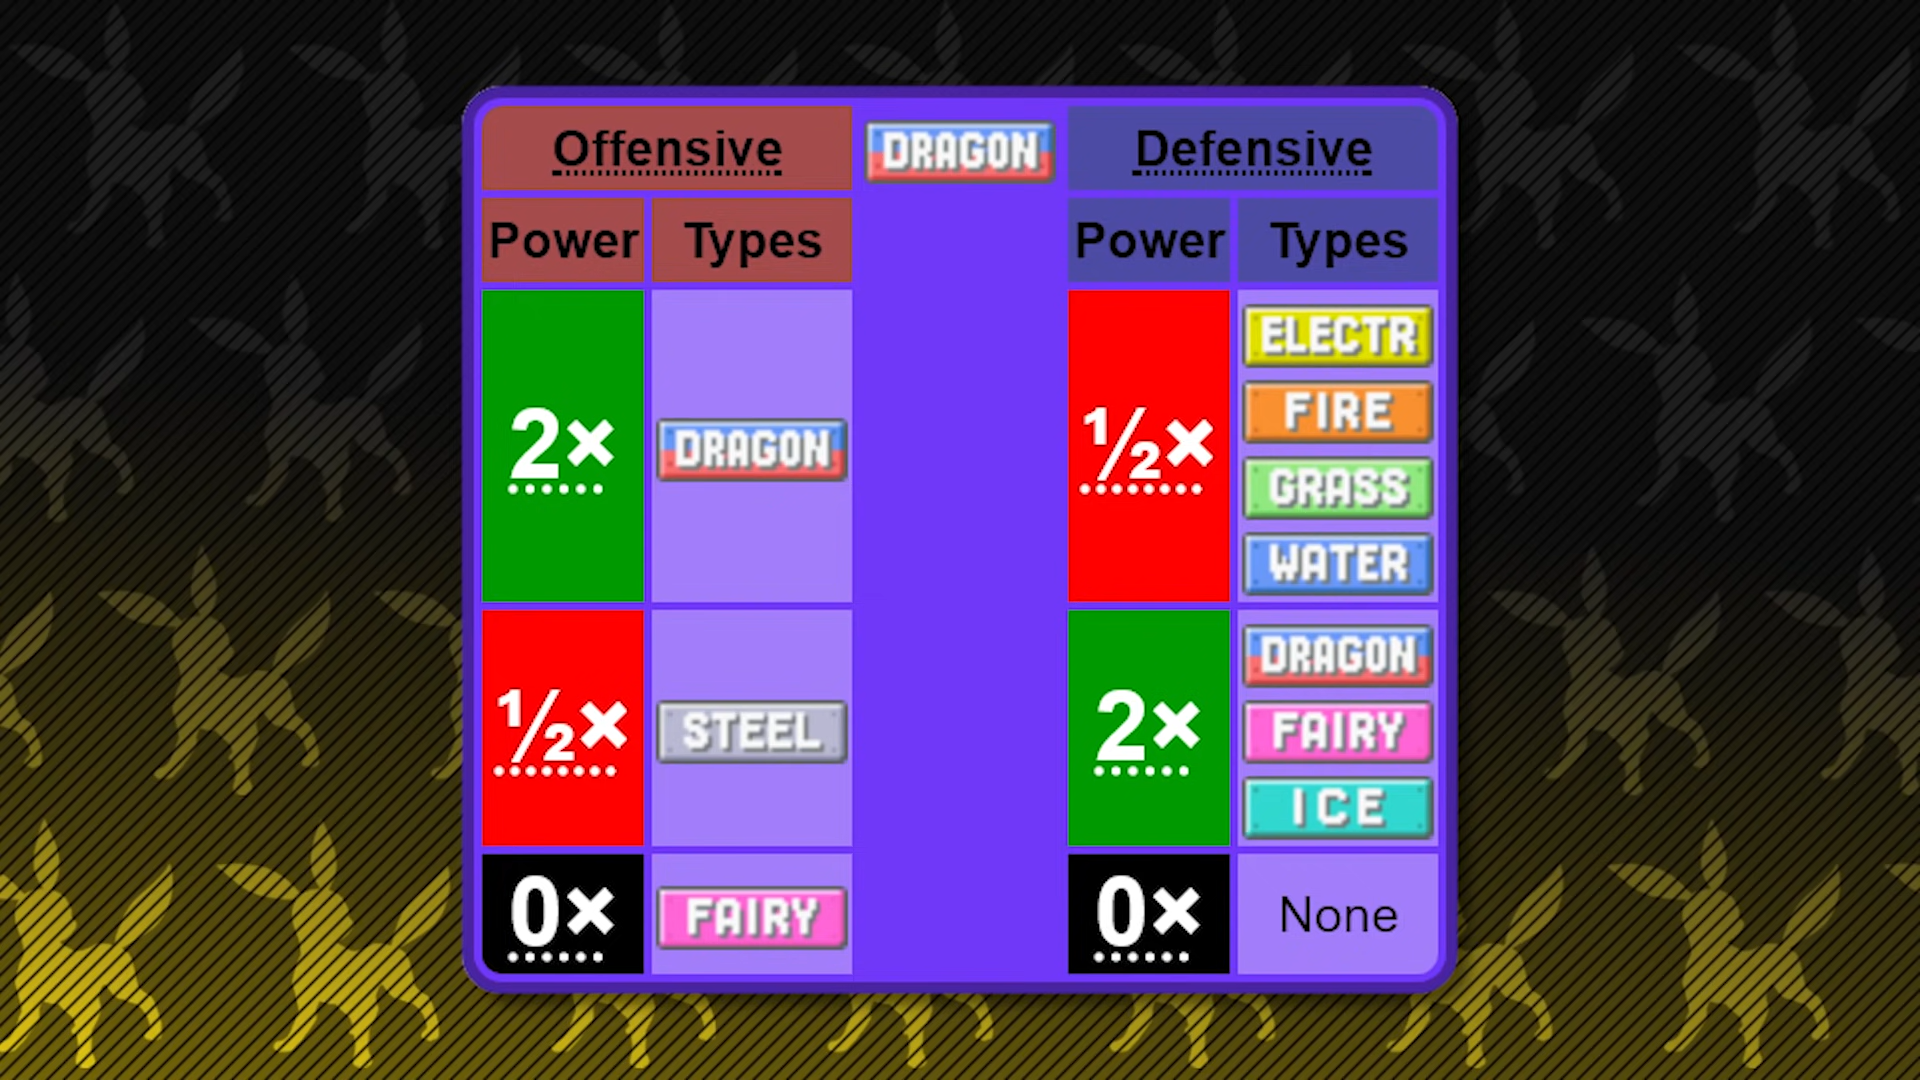 Offensive DRAGON Defensive
Power Types Power Types
2× DRAGON ½× ELECTR
FIRE
GRASS
WATER
½× STEEL 2× DRAGON
FAIRY
ICE
0× FAIRY 0× None